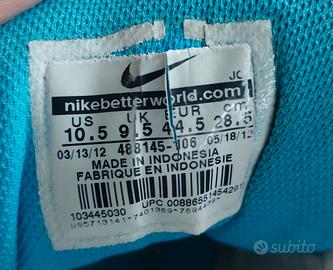 JC
nikebetterworld.com/
US UK EUR cm
10.5 9.5 44.5 28.5
03/13/12 488145-106 05/18/12
MADE IN INDONESIA
FABRIQUE EN INDONESIE
103445030
UPC
subito